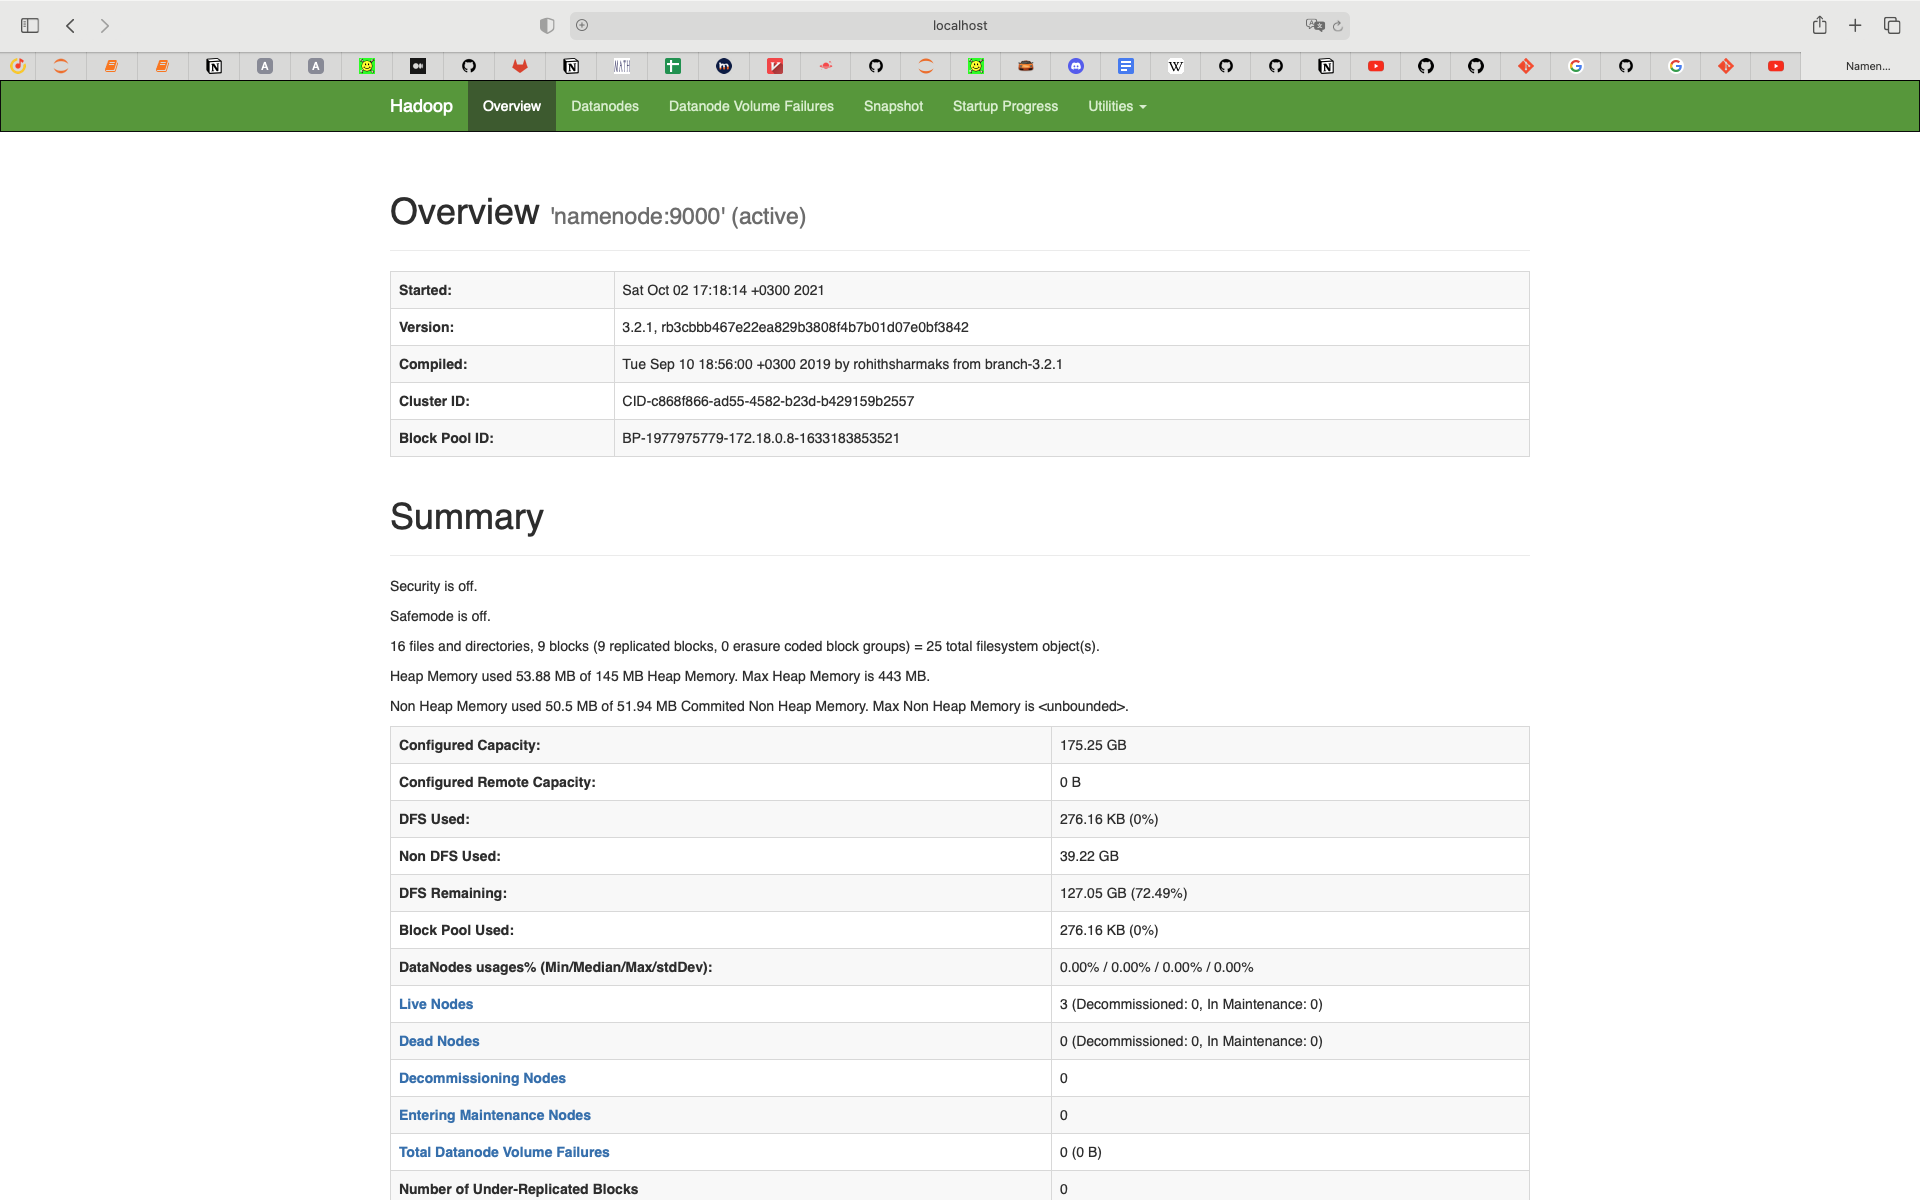 localhost
Namen...
Hadoop Overview Datanodes Datanode Volume Failures Snapshot Startup Progress Utilities
Overview 'namenode:9000' (active)
Started: Sat Oct 02 17:18:14 +0300 2021
Version: 3.2.1, rb3cbbb467e22ea829b3808f4b7b01d07e0bf3842
Compiled: Tue Sep 10 18:56:00 +0300 2019 by rohithsharmaks from branch-3.2.1
Cluster ID: CID-c868f866-ad55-4582-b23d-b429159b2557
Block Pool ID: BP-1977975779-172.18.0.8-1633183853521
Summary
Security is off.
Safemode is off.
16 files and directories, 9 blocks (9 replicated blocks, 0 erasure coded block groups) = 25 total filesystem object(s).
Heap Memory used 53.88 MB of 145 MB Heap Memory. Max Heap Memory is 443 MB.
Non Heap Memory used 50.5 MB of 51.94 MB Commited Non Heap Memory. Max Non Heap Memory is <unbounded>.
Configured Capacity: 175.25 GB
Configured Remote Capacity: 0 B
DFS Used: 276.16 KB (0%)
Non DFS Used: 39.22 GB
DFS Remaining: 127.05 GB (72.49%)
Block Pool Used: 276.16 KB (0%)
DataNodes usages% (Min/Median/Max/stdDev): 0.00% / 0.00% / 0.00% / 0.00%
Live Nodes 3 (Decommissioned: 0, In Maintenance: 0)
Dead Nodes 0 (Decommissioned: 0, In Maintenance: 0)
Decommissioning Nodes 0
Entering Maintenance Nodes 0
Total Datanode Volume Failures 0 (0 B)
Number of Under-Replicated Blocks 0